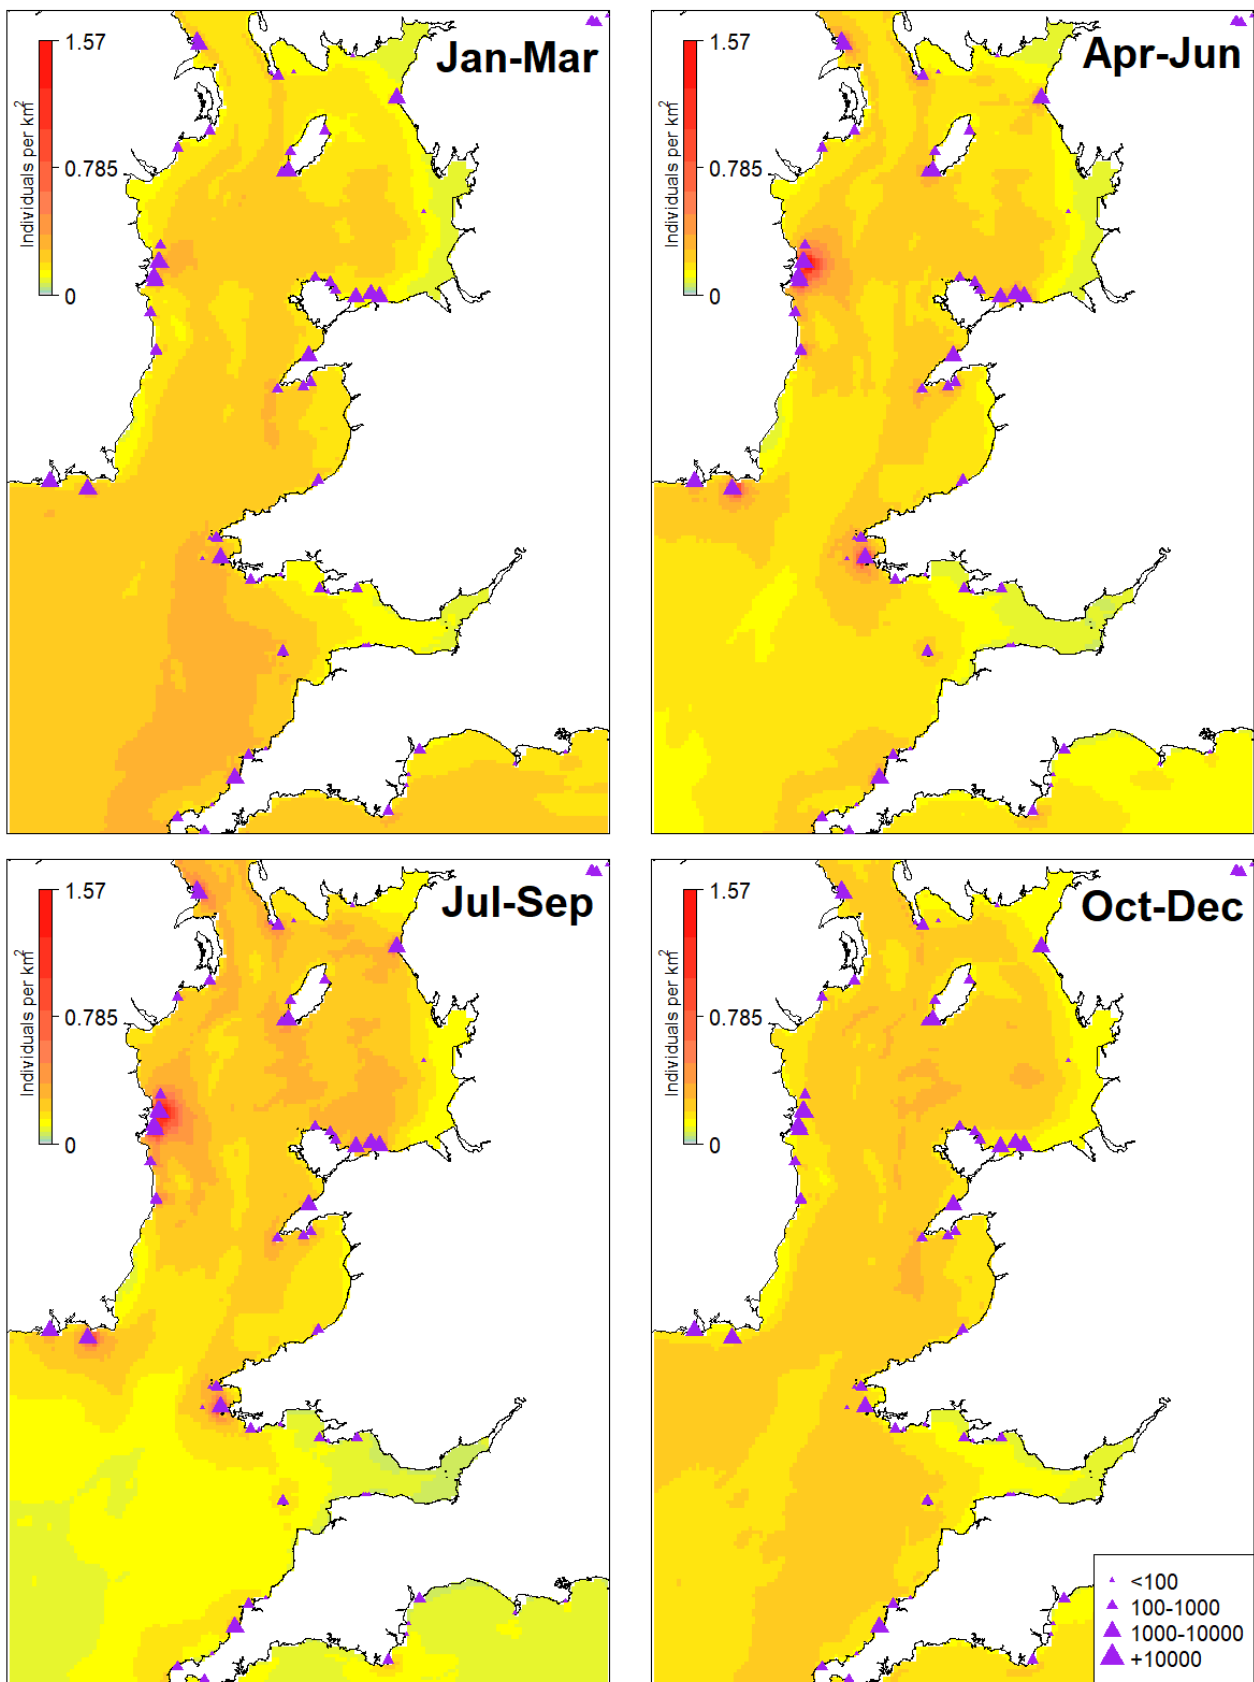 Jan-Mar
1.57
0.785
0
Individuals per km²
Apr-Jun
1.57
0.785
0
Individuals per km²
Jul-Sep
1.57
0.785
0
Individuals per km²
Oct-Dec
1.57
0.785
0
Individuals per km²
<100
100-1000
1000-10000
+10000